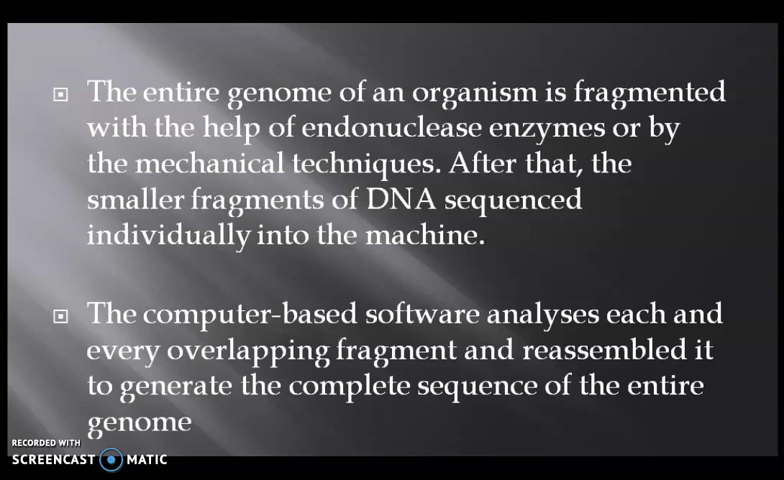 The entire genome of an organism is fragmented
with the help of endonuclease enzymes or by
the mechanical techniques. After that, the
smaller fragments of DNA sequenced
individually into the machine.
The computer-based software analyses each and
every overlapping fragment and reassembled it
to generate the complete sequence of the entire
genome
RECORDED WITH
SCREENCAST MATIC